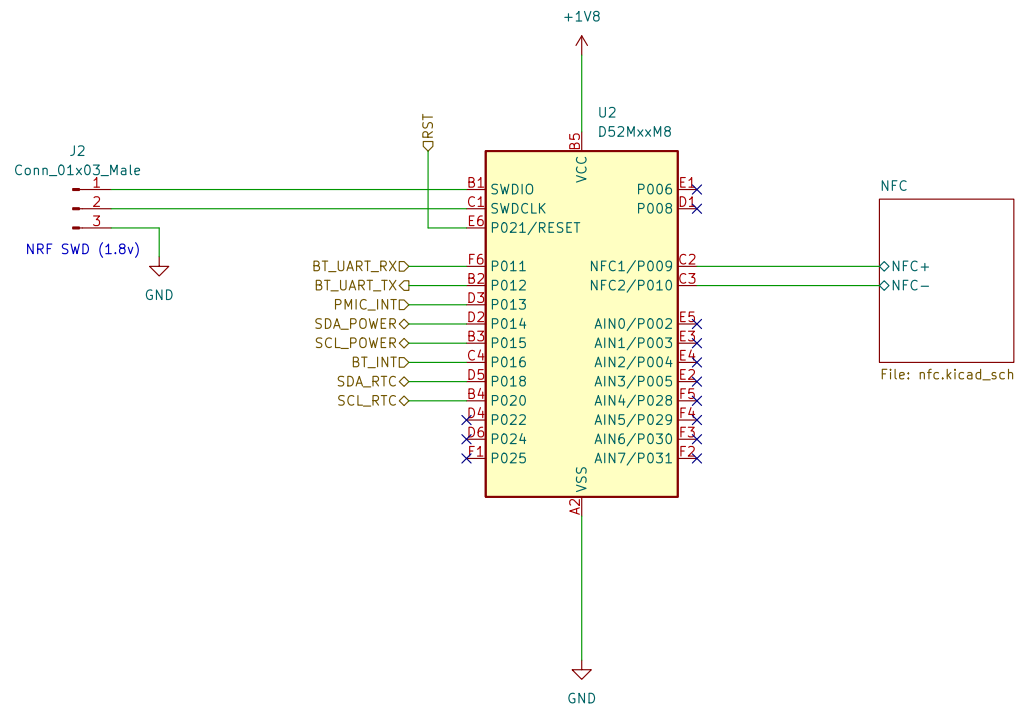 +1V8
U2
D52MxxM8
RST
B5
VCC
J2
Conn_01x03_Male
1
2
3
NRF SWD (1.8v)
GND
B1 SWDIO P006 E1
C1 SWDCLK P008 D1
E6 P021/RESET
BT_UART_RX F6 P011 NFC1/P009 C2
BT_UART_TX B2 P012 NFC2/P010 C3
PMIC_INT D3 P013
SDA_POWER D2 P014 AIN0/P002 E5
SCL_POWER B3 P015 AIN1/P003 E3
BT_INT C4 P016 AIN2/P004 E4
SDA_RTC D5 P018 AIN3/P005 E2
SCL_RTC B4 P020 AIN4/P028 F5
D4 P022 AIN5/P029 F4
D6 P024 AIN6/P030 F3
F1 P025 AIN7/P031 F2
VSS
A2
GND
NFC
NFC+
NFC-
File: nfc.kicad_sch